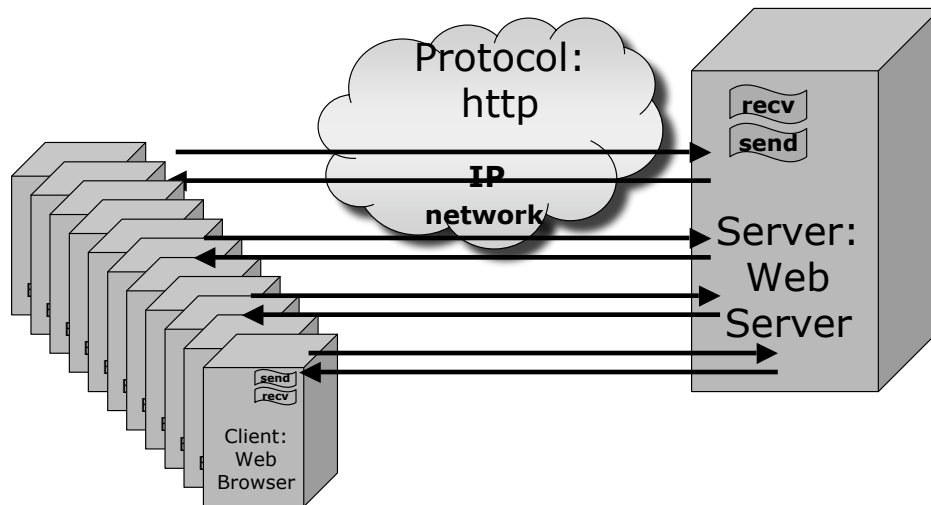 Protocol:
http
IP
network
recv
send
Server:
Web
Server
send
recv
Client:
Web
Browser